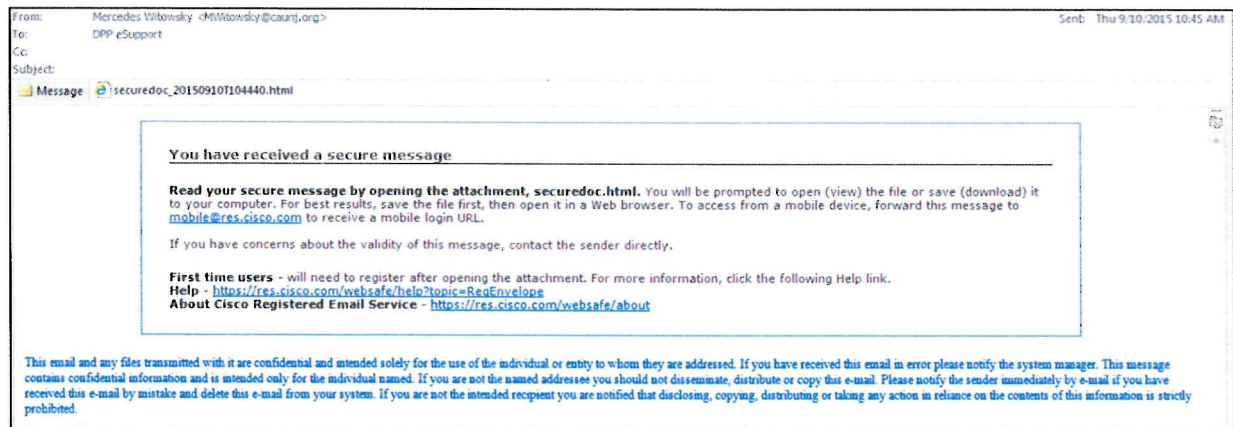 From: Mercedes Witowsky <MWitowsky@caunj.org> Sent: Thu 9/10/2015 10:45 AM
To: DPP eSupport
Cc:
Subject:
Message securedoc_20150910T104440.html
You have received a secure message
Read your secure message by opening the attachment, securedoc.html. You will be prompted to open (view) the file or save (download) it
to your computer. For best results, save the file first, then open it in a Web browser. To access from a mobile device, forward this message to
mobile@res.cisco.com to receive a mobile login URL.
If you have concerns about the validity of this message, contact the sender directly.
First time users - will need to register after opening the attachment. For more information, click the following Help link.
Help - https://res.cisco.com/websafe/help?topic=RegEnvelope
About Cisco Registered Email Service - https://res.cisco.com/websafe/about
This email and any files transmitted with it are confidential and intended solely for the use of the individual or entity to whom they are addressed. If you have received this email in error please notify the system manager. This message
contains confidential information and is intended only for the individual named. If you are not the named addressee you should not disseminate, distribute or copy this e-mail. Please notify the sender immediately by e-mail if you have
received this e-mail by mistake and delete this e-mail from your system. If you are not the intended recipient you are notified that disclosing, copying, distributing or taking any action in reliance on the contents of this information is strictly
prohibited.